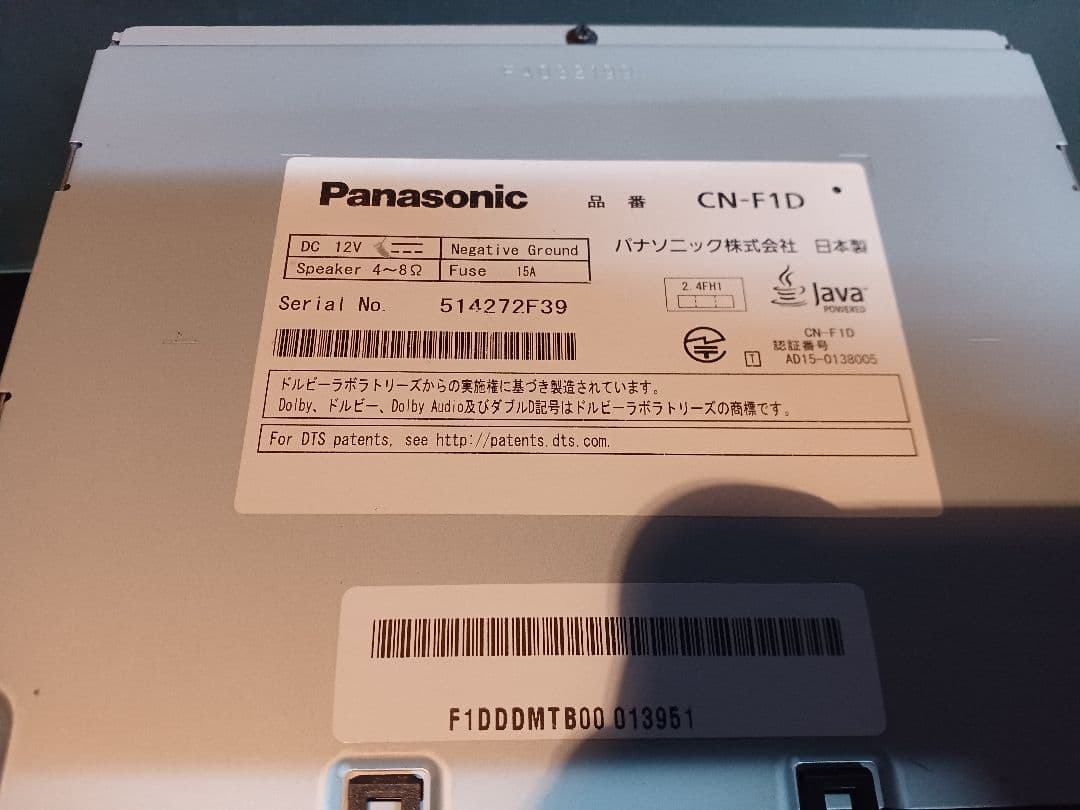 Panasonic 品番 CN-F1D
DC 12V Negative Ground
Speaker 4～8Ω Fuse 15A
パナソニック株式会社 日本製
2.4FH1
Java
POWERED
Serial No. 514272F39
CN-F1D
認証番号
T AD15-0138005
ドルビーラボラトリーズからの実施権に基づき製造されています。
Dolby、ドルビー、Dolby Audio及びダブルD記号はドルビーラボラトリーズの商標です。
For DTS patents, see http://patents.dts.com.
F1DDDMTB00 013951